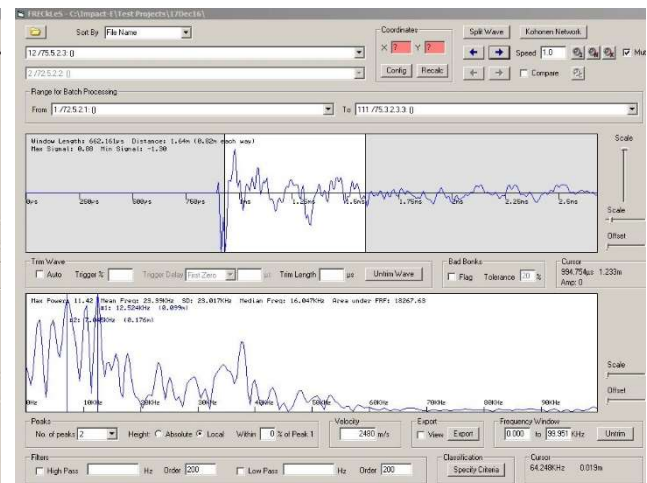 FRECkLeS - C:\Impact-E\Test Projects\17Dec16\
Sort By File Name
Coordinates
X ? Y ?
Config Recalc
Split Wave Kohonen Network
Speed 1.0 Mut
Compare
12 /75.5.2.3: ()
2 /72.5.2.2: ()
Range for Batch Processing
From 1 /72.5.2.1: () To 111 /75.3.2.3.3: ()
Window Length: 662.161µs Distance: 1.64m (0.82m each way)
Max Signal: 0.88 Min Signal: -1.30
0µs 250µs 500µs 750µs 1ms 1.25ms 1.5ms 2ms 2.25ms 2.5ms
Scale
Scale
Offset
Trim Wave
Auto Trigger % Trigger Delay First Zero µs Trim Length µs Untrim Wave
Bad Bonks
Flag Tolerance 20 %
Cursor
994.754µs 1.233m
Amp: 0
Max Power: 11.42 Mean Freq: 23.99KHz SD: 23.017KHz Median Freq: 16.047KHz Area under FRF: 18267.63
#1: 12.524KHz (0.099m)
(0.176m)
0Hz 10KHz 20KHz 30KHz 40KHz 50KHz 60KHz 70KHz 80KHz 90KHz
Scale
Offset
Peaks
No. of peaks 2 Height: Absolute Local Within 0 % of Peak 1
Velocity
2480 m/s
Export
View Export
Frequency Window
0.000 to 99.951 KHz Untrim
Filters
High Pass Hz Order 200 Low Pass Hz Order 200
Classification
Specify Criteria
Cursor
64.248KHz 0.019m